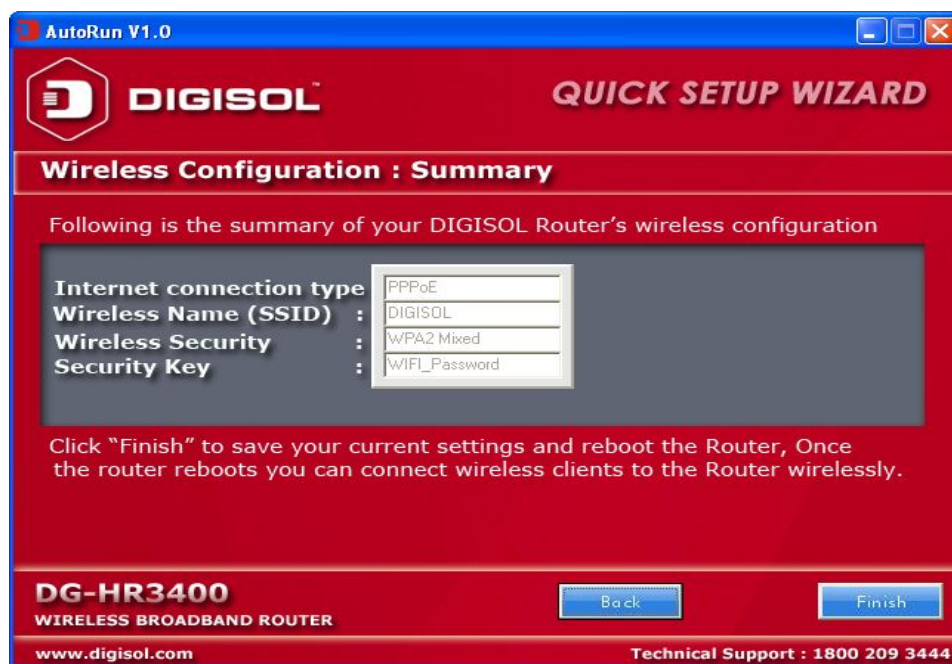 AutoRun V1.0
DIGISOL™
QUICK SETUP WIZARD
Wireless Configuration : Summary
Following is the summary of your DIGISOL Router's wireless configuration
Internet connection type PPPoE
Wireless Name (SSID) : DIGISOL
Wireless Security : WPA2 Mixed
Security Key : WIFI_Password
Click “Finish” to save your current settings and reboot the Router, Once
the router reboots you can connect wireless clients to the Router wirelessly.
DG-HR3400
WIRELESS BROADBAND ROUTER
Back
Finish
www.digisol.com
Technical Support : 1800 209 3444